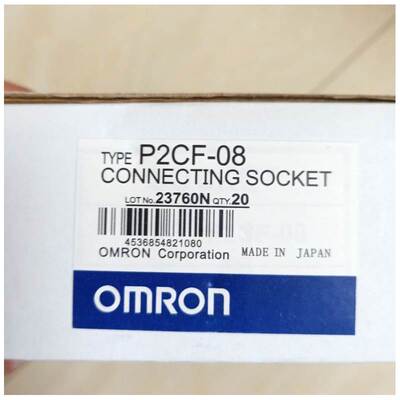 TYPE P2CF-08
CONNECTING SOCKET
LOT No. 23760N QTY. 20
4536854821080
OMRON Corporation MADE IN JAPAN
OMRON